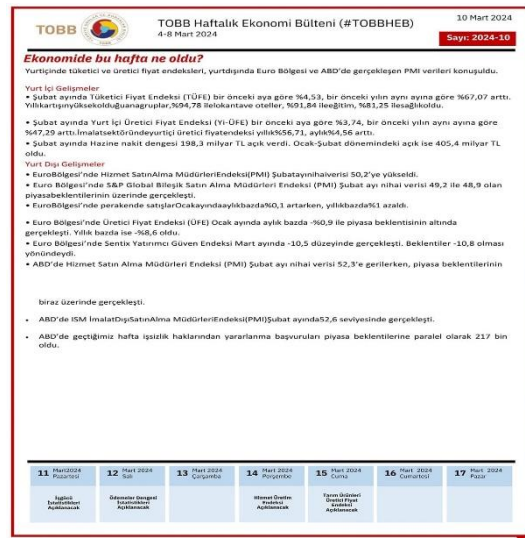 TOBB
TOBB Haftalık Ekonomi Bülteni (#TOBBHEB)
4-8 Mart 2024
10 Mart 2024
Sayı: 2024-10
Ekonomide bu hafta ne oldu?
Yurtiçinde tüketici ve üretici fiyat endeksleri, yurtdışında Euro Bölgesi ve ABD'de gerçekleşen PMI verileri konuşuldu.
Yurt İçi Gelişmeler
• Şubat ayında Tüketici Fiyat Endeksi (TÜFE) bir önceki aya göre %4,53, bir önceki yılın aynı ayına göre %67,07 arttı.
Yıllıkartışınyüksekolduğuanagruplar,%94,78 ilelokantave oteller, %91,84 ileeğitim, %81,25 ilesağlıkoldu.
• Şubat ayında Yurt İçi Üretici Fiyat Endeksi (Yi-ÜFE) bir önceki aya göre %3,74, bir önceki yılın aynı ayına göre
%47,29 arttı.İmalatsektöründeyurtiçi üretici fiyatendeksi yıllık%56,71, aylık%4,56 arttı.
• Şubat ayında Hazine nakit dengesi 198,3 milyar TL açık verdi. Ocak-Şubat dönemindeki açık ise 405,4 milyar TL
oldu.
Yurt Dışı Gelişmeler
• EuroBölgesi'nde HizmetSatınAlma MüdürleriEndeksi(PMI) Şubatayınihaiverisi 50,2'ye yükseldi.
• Euro Bölgesi'nde S&P Global Bileşik Satın Alma Müdürleri Endeksi (PMI) Şubat ayı nihai verisi 49,2 ile 48,9 olan
piyasabeklentilerinin üzerinde gerçekleşti.
• EuroBölgesi'nde perakende satışlarOcakayındaaylıkbazda%0,1 artarken, yıllıkbazda%1 azaldı.
• Euro Bölgesi'nde Üretici Fiyat Endeksi (ÜFE) Ocak ayında aylık bazda -%0,9 ile piyasa beklentisinin altında
gerçekleşti. Yıllık bazda ise -%8,6 oldu.
• Euro Bölgesi'nde Sentix Yatırımcı Güven Endeksi Mart ayında -10,5 düzeyinde gerçekleşti. Beklentiler -10,8 olması
yönündeydi.
• ABD'de Hizmet Satın Alma Müdürleri Endeksi (PMI) Şubat ayı nihai verisi 52,3'e gerilerken, piyasa beklentilerinin
biraz üzerinde gerçekleşti.
• ABD'de ISM İmalatDışıSatınAlma MüdürleriEndeksi(PMI)Şubat ayında52,6 seviyesinde gerçekleşti.
• ABD'de geçtiğimiz hafta işsizlik haklarından yararlanma başvuruları piyasa beklentilerine paralel olarak 217 bin
oldu.
11 Mart2024 Pazartesi
12 Mart 2024 Salı
13 Mart 2024 Çarşamba
14 Mart 2024 Perşembe
15 Mart 2024 Cuma
16 Mart 2024 Cumartesi
17 Mart 2024 Pazar
İşgücü
İstatistikleri
Açıklanacak
Ödemeler Dengesi
İstatistikleri
Açıklanacak
Hizmet Üretim
Endeksi
Açıklanacak
Tarım Ürünleri
Üretici Fiyat
Endeksi
Açıklanacak